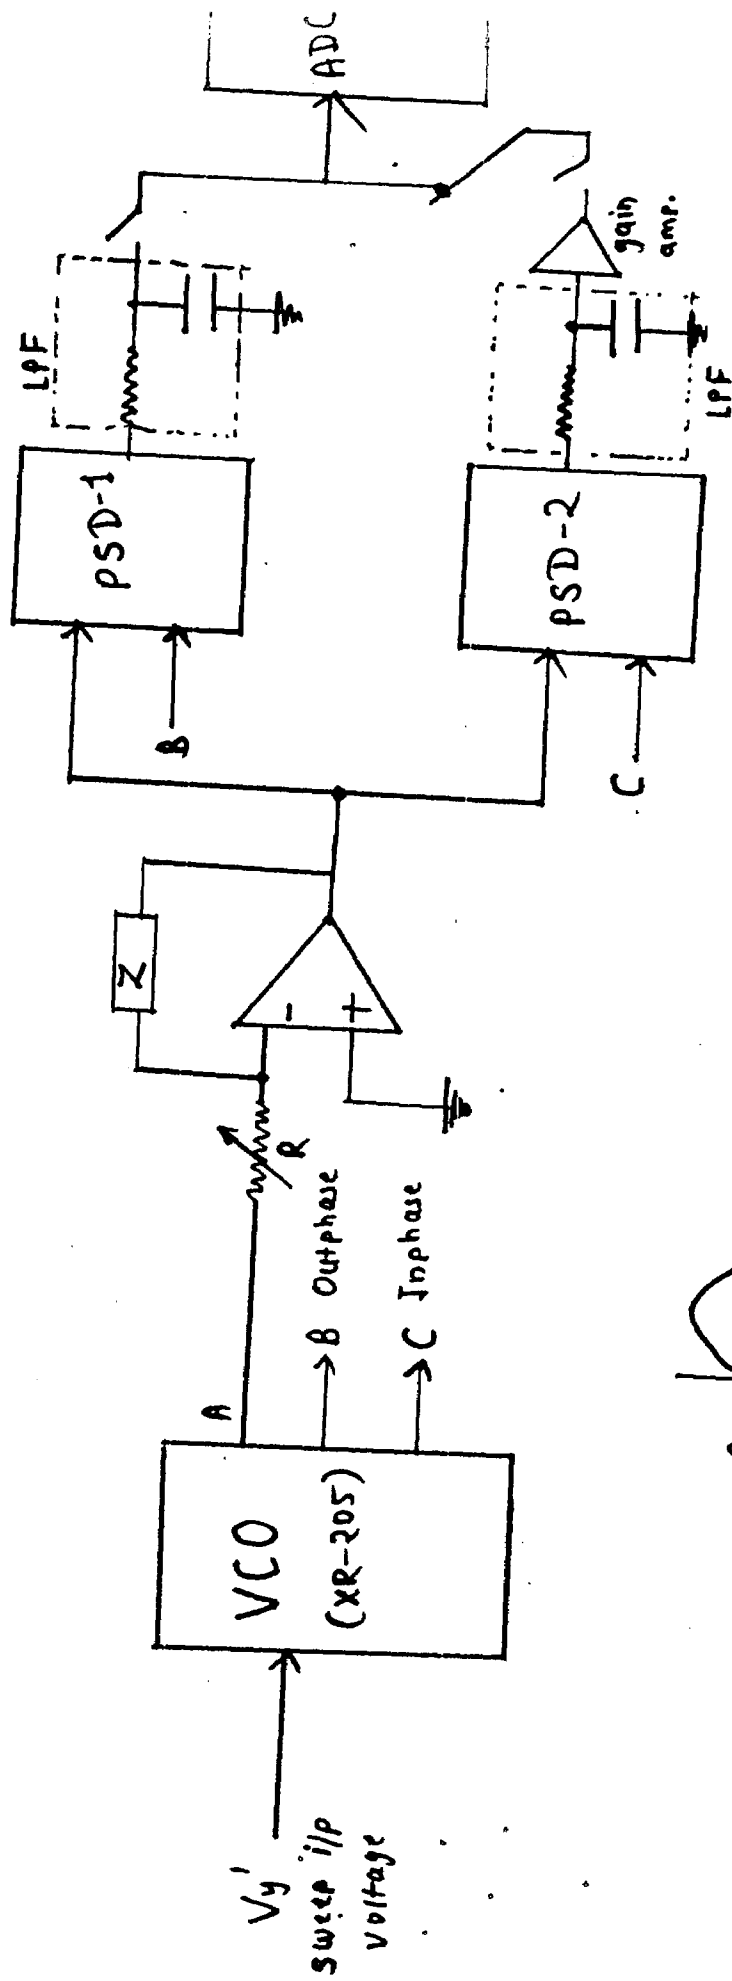 Vy'
sweep i/p
voltage
VCO
(XR-205)
A
B Outphase
C Inphase
R
Z
-
+
B
C
PSD-1
PSD-2
LPF
LPF
gain
amp.
ADC